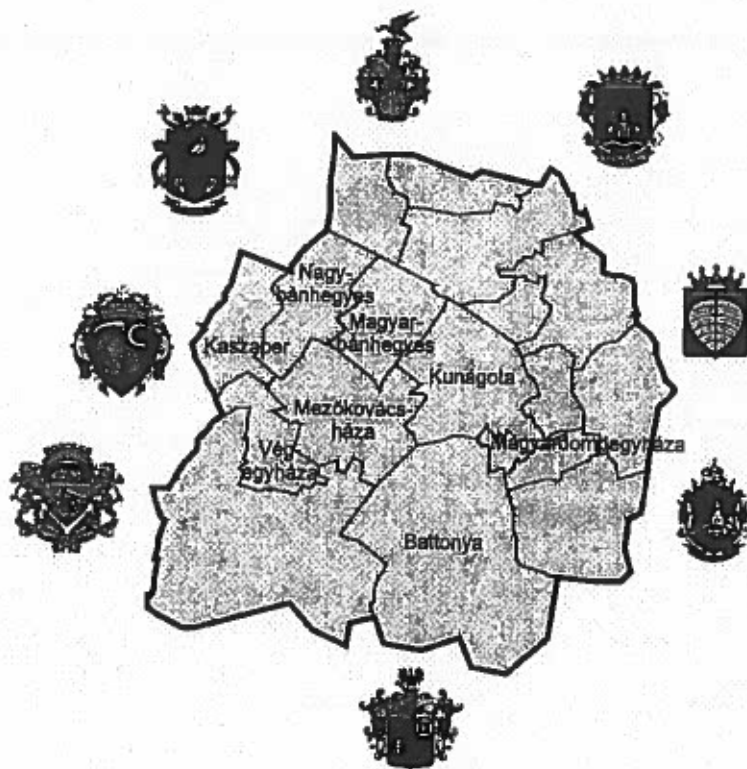 Nagy-
bánhegyes
Magyar-
bánhegyes
Kaszaper
Kunágota
Mezőkovács-
háza
Magyardombegyháza
Vég
egyháza
Battonya